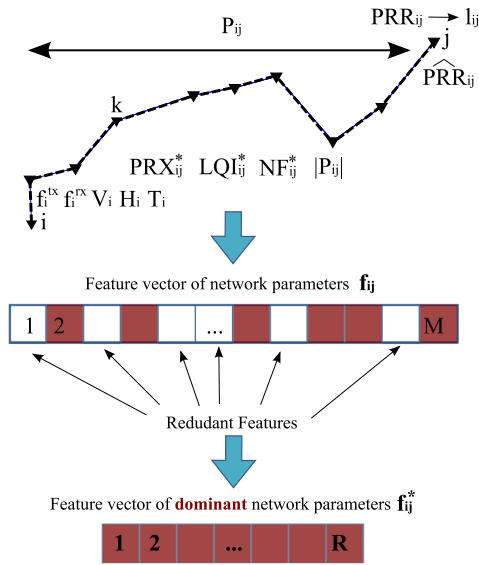 PRRij → lij
Pij
j
P̂R̂R̂ij
k
PRX*ij LQI*ij NF*ij |Pij|
fitx firx Vi Hi Ti
i
Feature vector of network parameters fij
1 2 ... M
Redudant Features
Feature vector of dominant network parameters f*ij
1 2 ... R